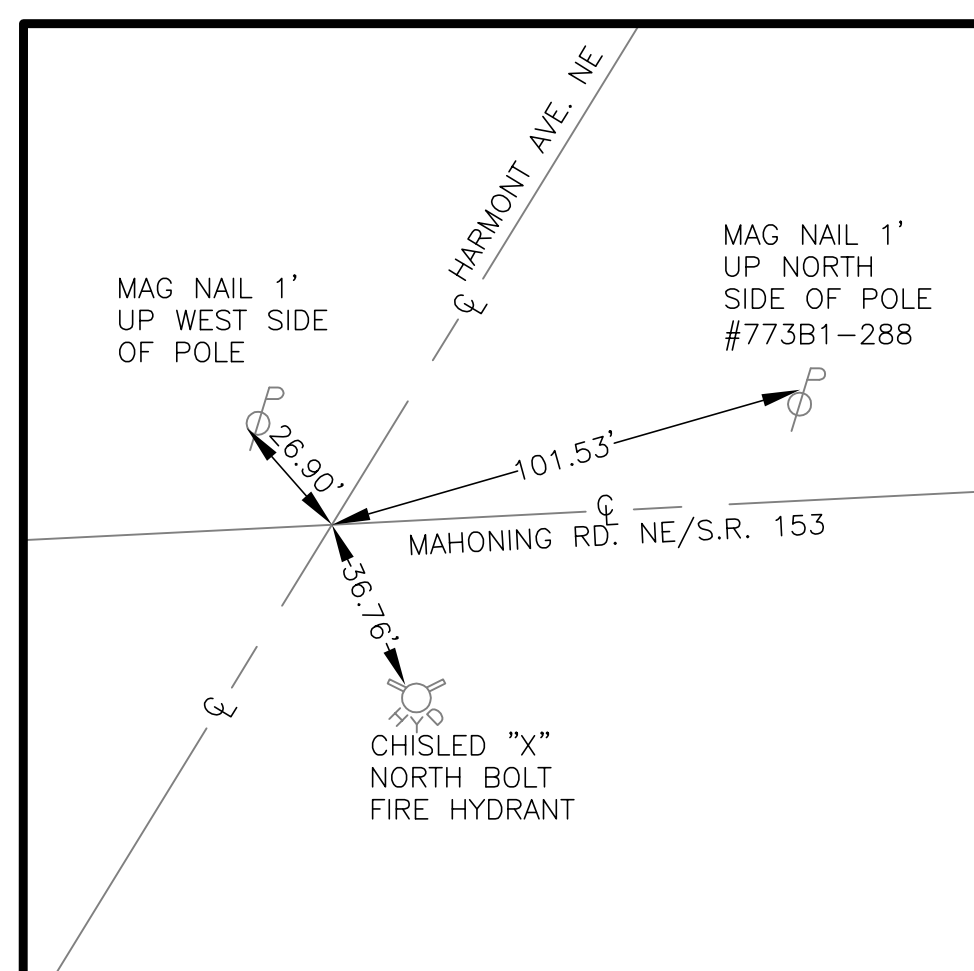 HARMONT AVE. NE
℄
MAG NAIL 1'
UP NORTH
SIDE OF POLE
#773B1-288
MAG NAIL 1'
UP WEST SIDE
OF POLE
P
P
26.90'
101.53'
℄
MAHONING RD. NE/S.R. 153
36.76'
℄
HYD
CHISLED "X"
NORTH BOLT
FIRE HYDRANT